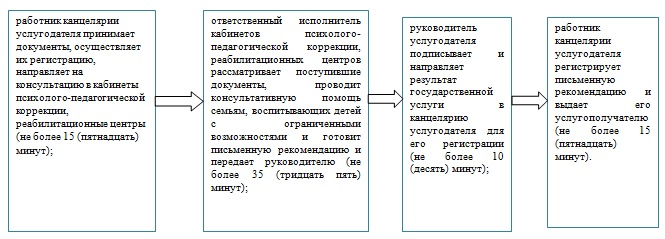 работник канцелярии
услугодателя принимает
документы, осуществляет
их регистрацию,
направляет на
консультацию в кабинеты
психолого-педагогической
коррекции,
реабилитационные центры
(не более 15 (пятнадцать)
минут);
ответственный исполнитель
кабинетов психолого-
педагогической коррекции,
реабилитационных центров
рассматривает поступившие
документы, проводит
консультативную помощь
семьям, воспитывающих детей
с ограниченными
возможностями и готовит
письменную рекомендацию и
передает руководителю (не
более 35 (тридцать пять)
минут);
руководитель
услугодателя
подписывает и
направляет
результат
государственной
услуги в
канцелярию
услугодателя для
его регистрации
(не более 10
(десять) минут);
работник
канцелярии
услугодателя
регистрирует
письменную
рекомендацию и
выдает его
услугополучателю
(не более 15
(пятнадцать)
минут).